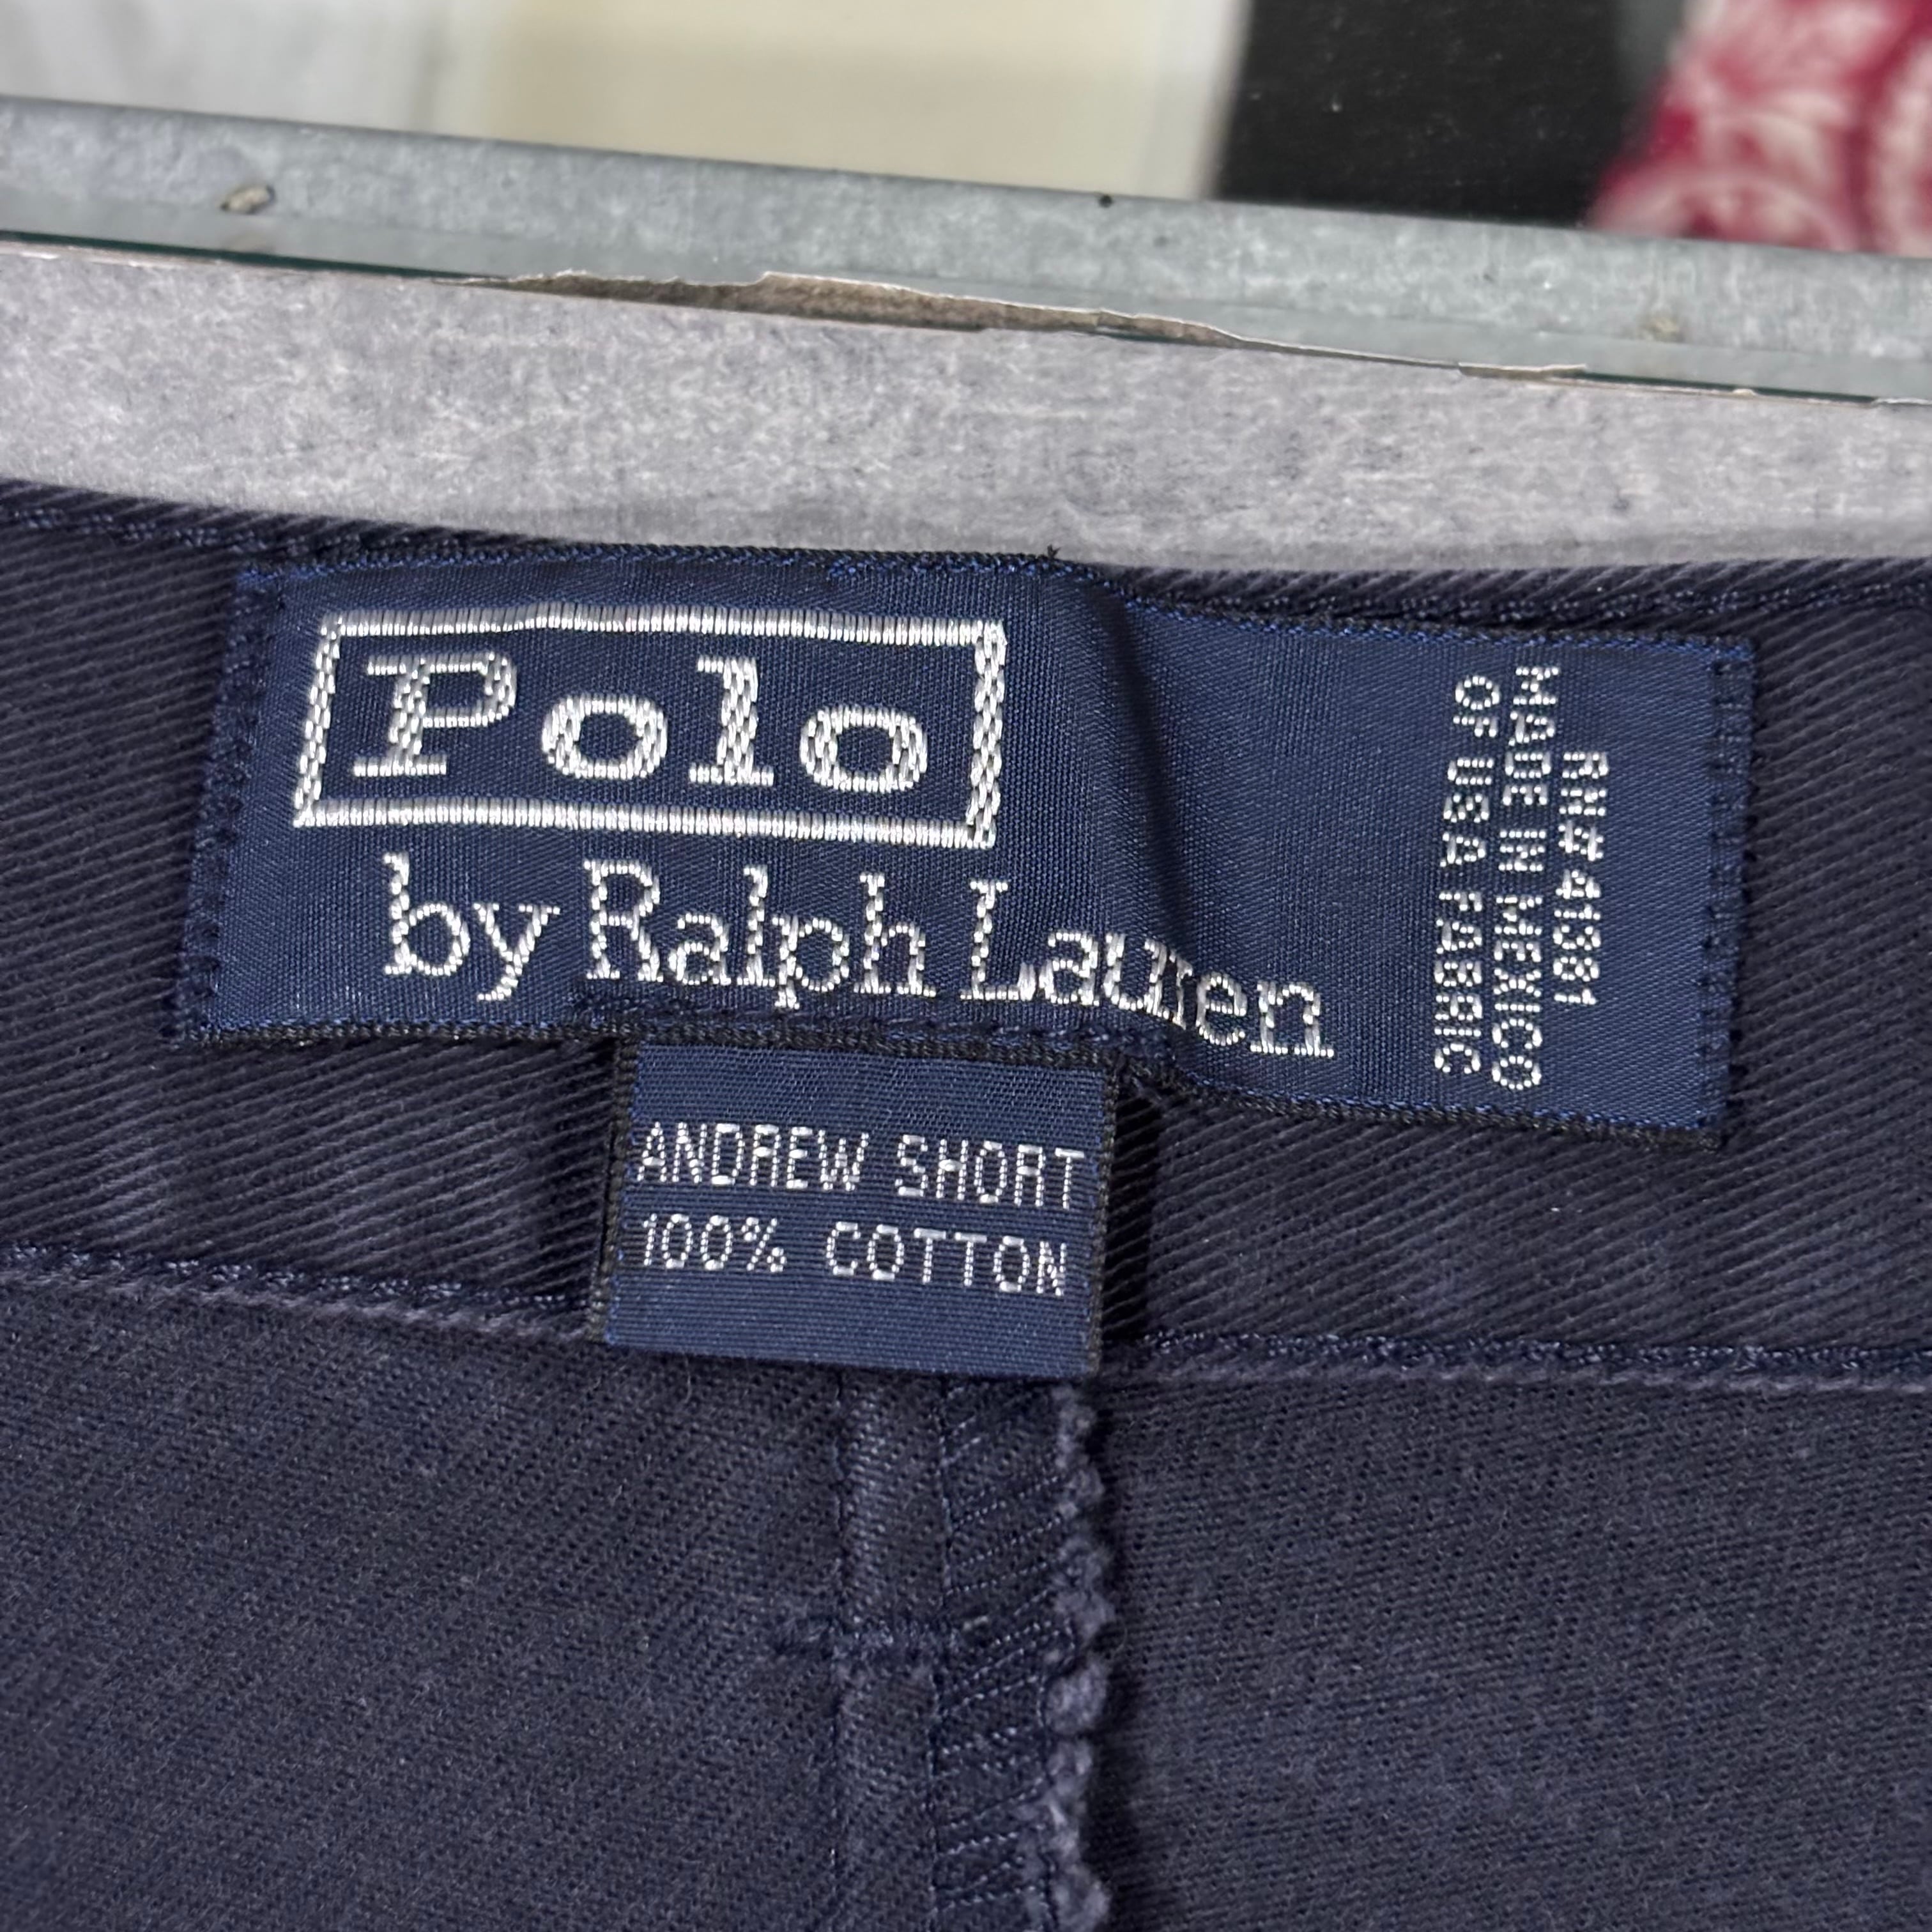 Polo
by Ralph Lauren
RN# 41381
MADE IN MEXICO
OF USA FABRIC
ANDREW SHORT
100% COTTON